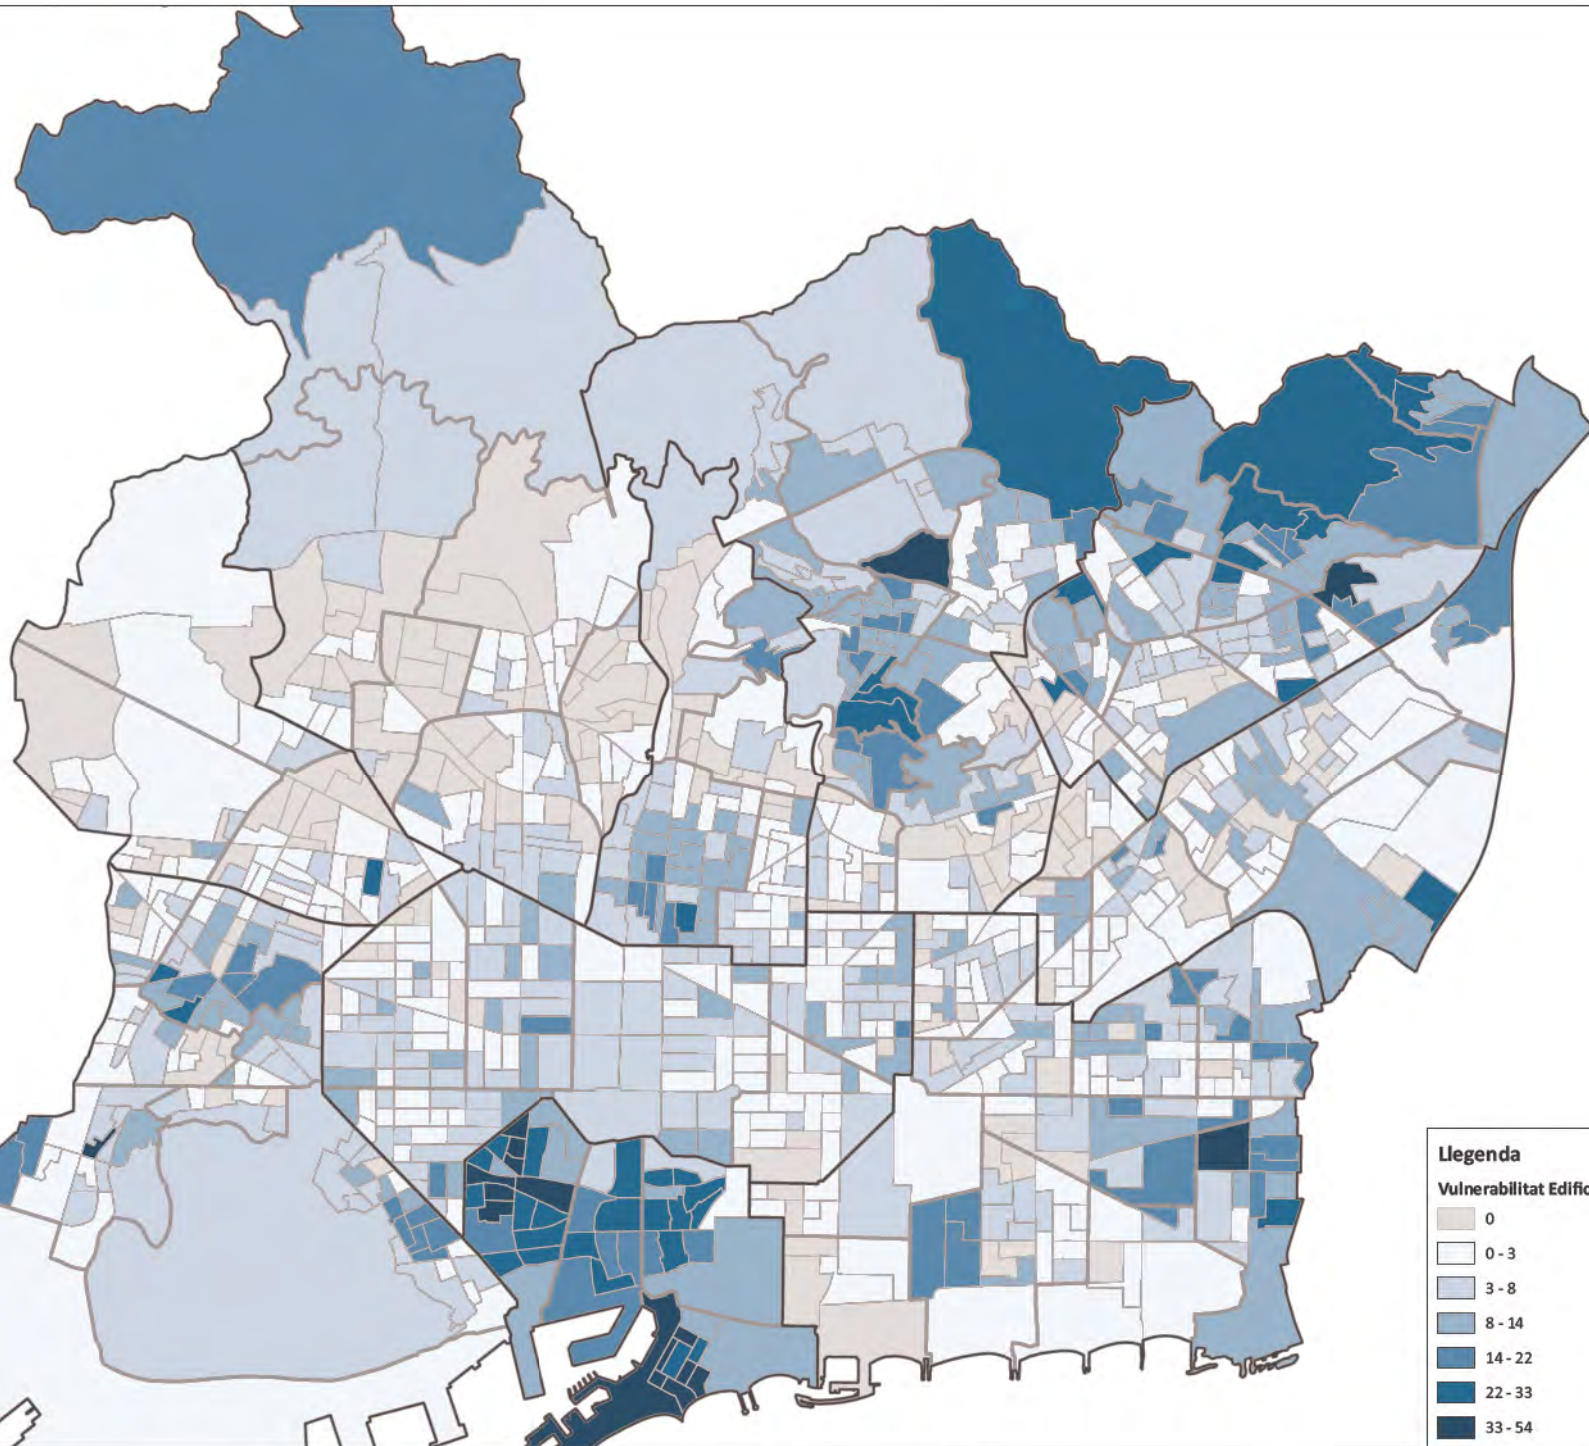 Llegenda
Vulnerabilitat Edific
0
0 - 3
3 - 8
8 - 14
14 - 22
22 - 33
33 - 54